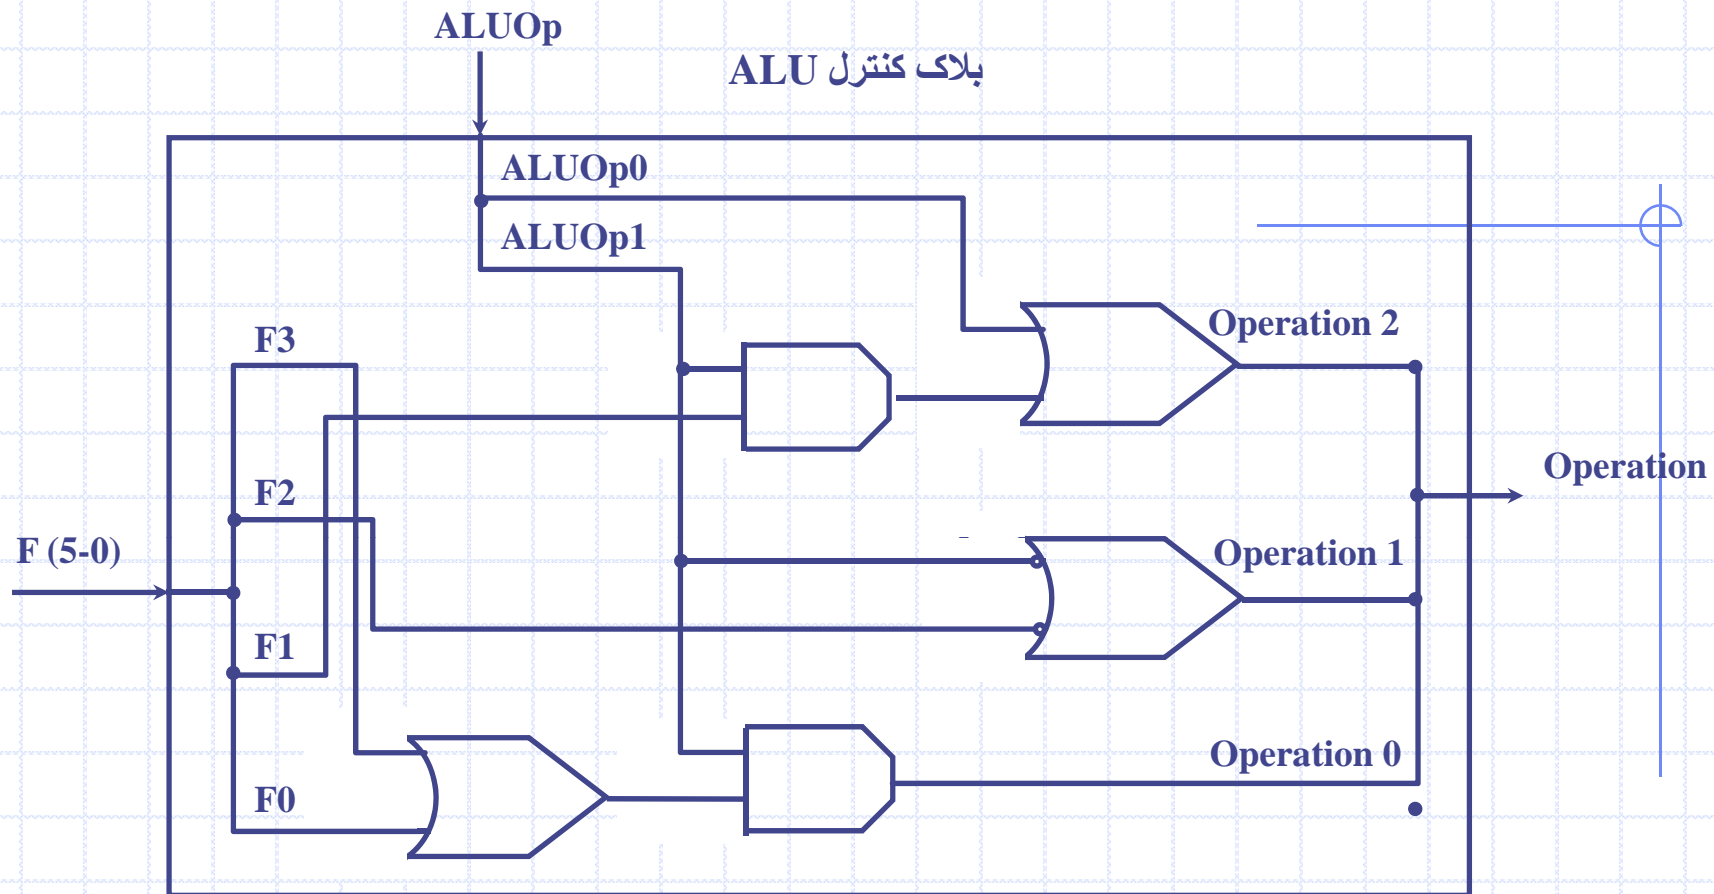 ALUOp
بلاک کنترل ALU
ALUOp0
ALUOp1
F3
Operation 2
Operation
F2
F (5-0)
Operation 1
F1
Operation 0
F0